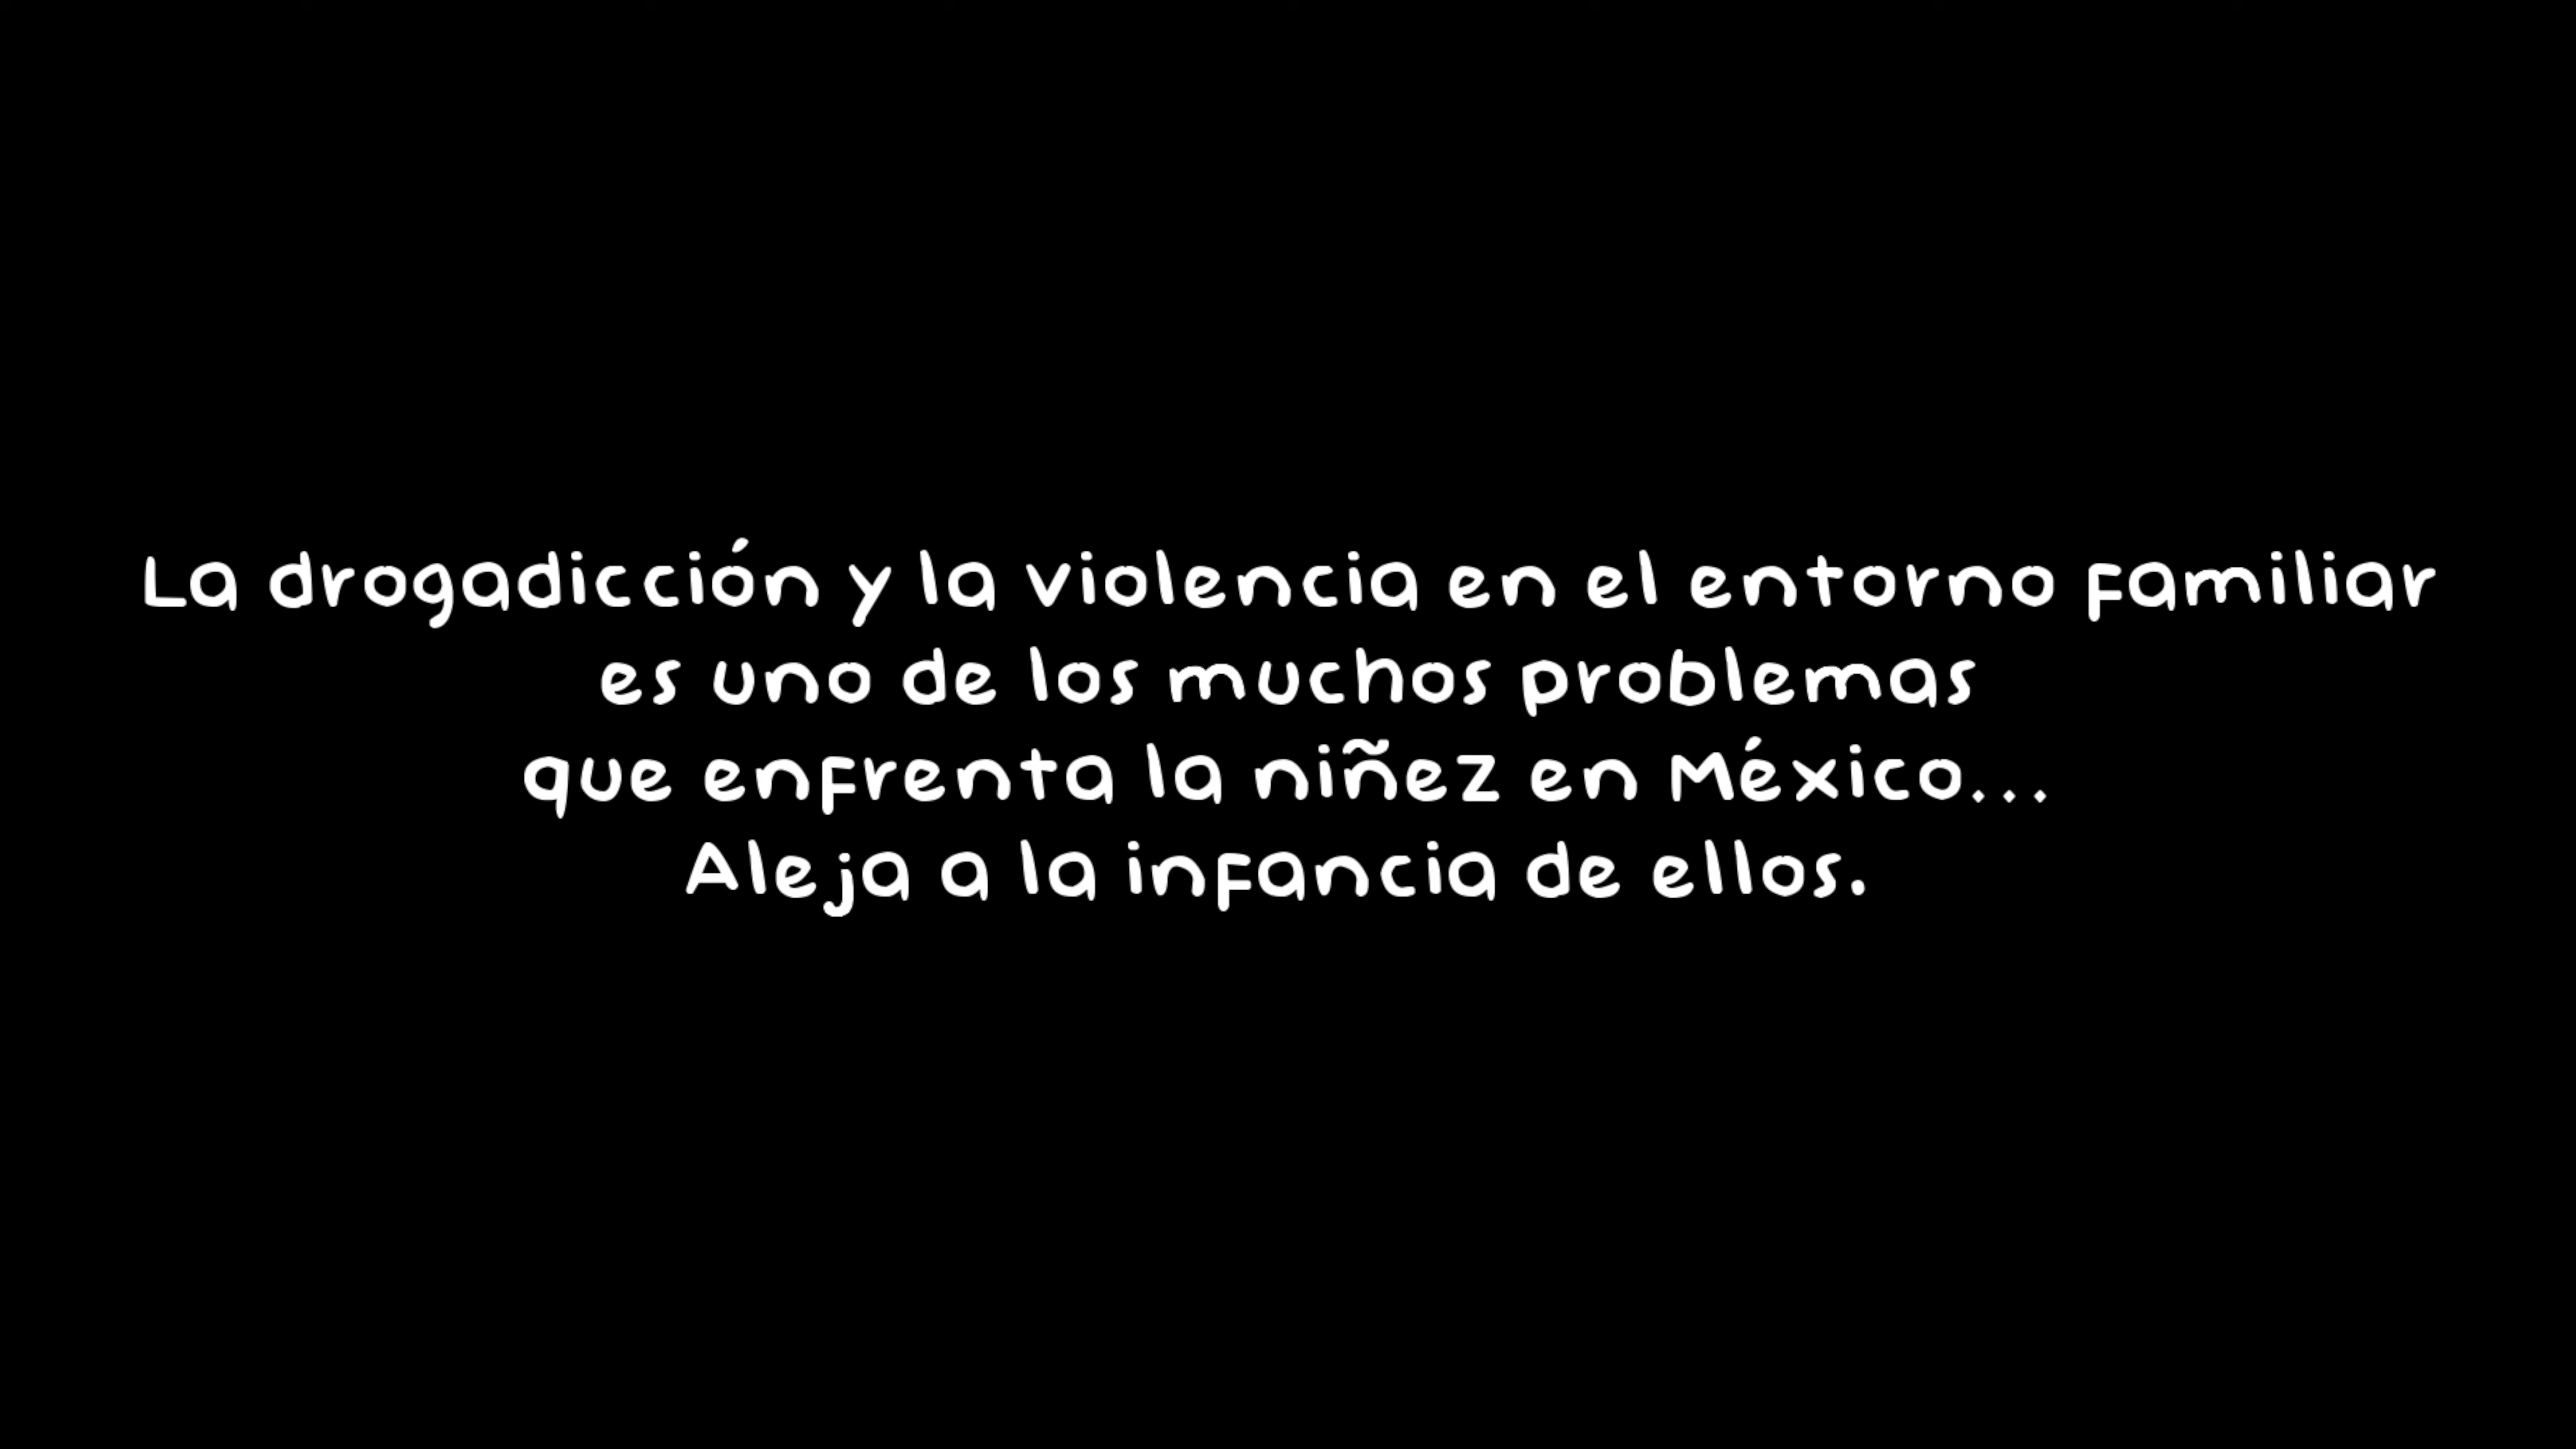 La drogadicción y la violencia en el entorno familiar
es uno de los muchos problemas
que enfrenta la niñez en México...
Aleja a la infancia de ellos.